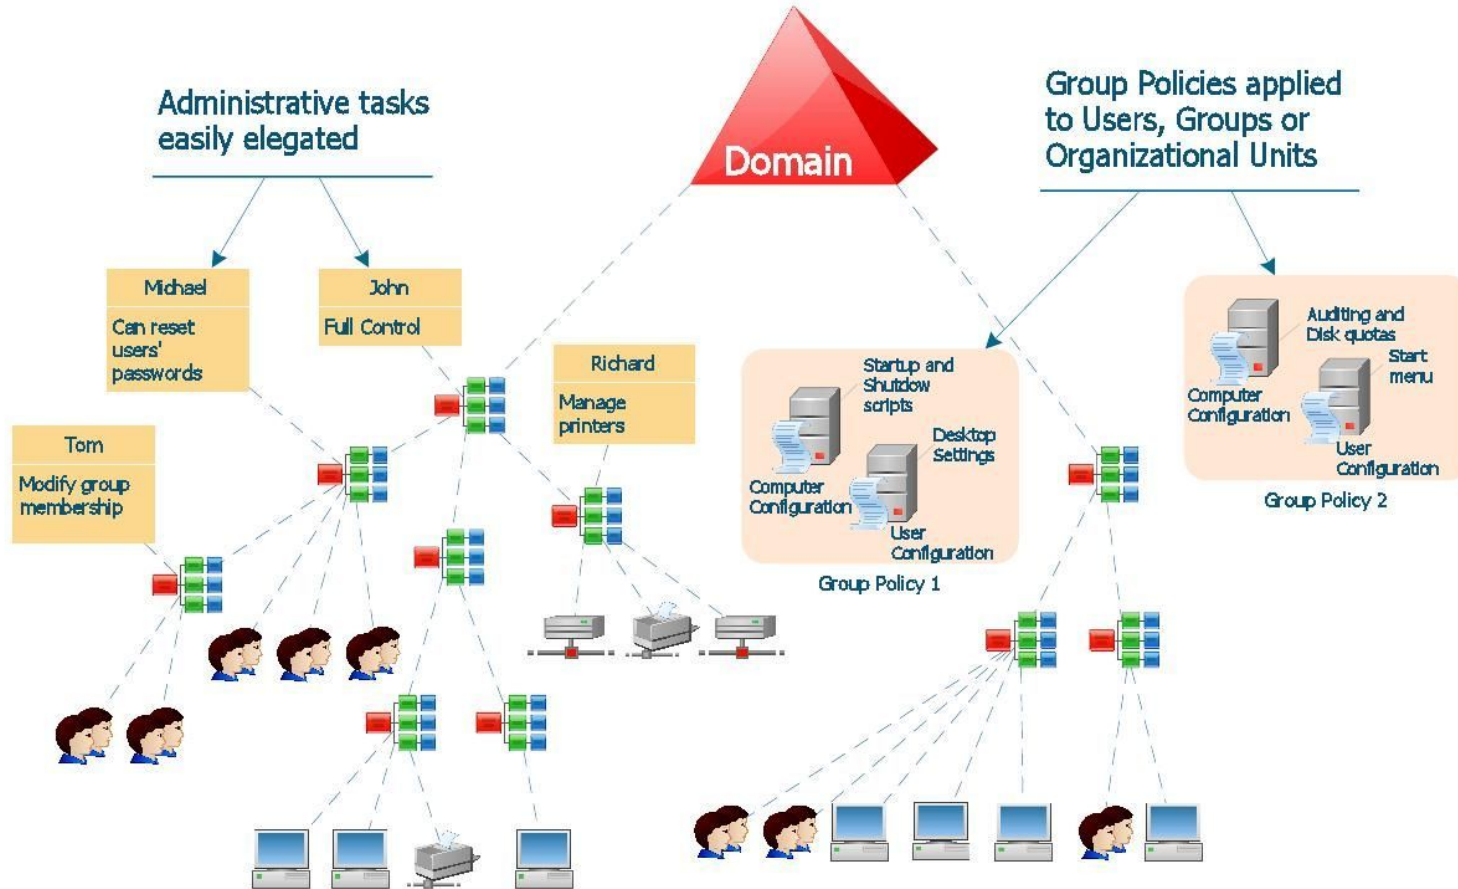 Administrative tasks
easily elegated
Domain
Group Policies applied
to Users, Groups or
Organizational Units
Michael
Can reset
users'
passwords
John
Full Control
Richard
Manage
printers
Tom
Modify group
membership
Startup and
Shutdow
scripts
Desktop
Settings
Computer
Configuration
User
Configuration
Group Policy 1
Auditing and
Disk quotas
Start
menu
Computer
Configuration
User
Configuration
Group Policy 2